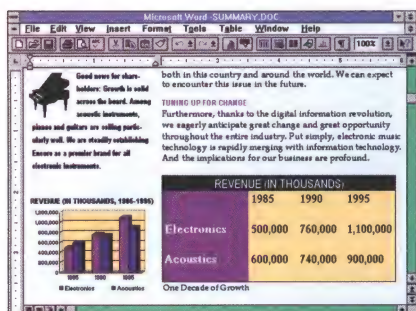 Microsoft Word - SUMMARY.DOC
File Edit View Insert Format Tools Table Window Help
100%
Good news for share-
holders: Growth is solid
across the board. Among
acoustic instruments,
pianos and guitars are selling partic-
ularly well. We are steadily establishing
Encore as a premier brand for all
electronic instruments.
REVENUE (IN THOUSANDS, 1985-1995)
1,200,000
1,000,000
800,000
600,000
400,000
200,000
1985 1990 1995
Electronics Acoustics
both in this country and around the world. We can expect
to encounter this issue in the future.
TUNING UP FOR CHANGE
Furthermore, thanks to the digital information revolution,
we eagerly anticipate great change and great opportunity
throughout the entire industry. Put simply, electronic music
technology is rapidly merging with information technology.
And the implications for our business are profound.
REVENUE (IN THOUSANDS)
1985 1990 1995
Electronics 500,000 760,000 1,100,000
Acoustics 600,000 740,000 900,000
One Decade of Growth